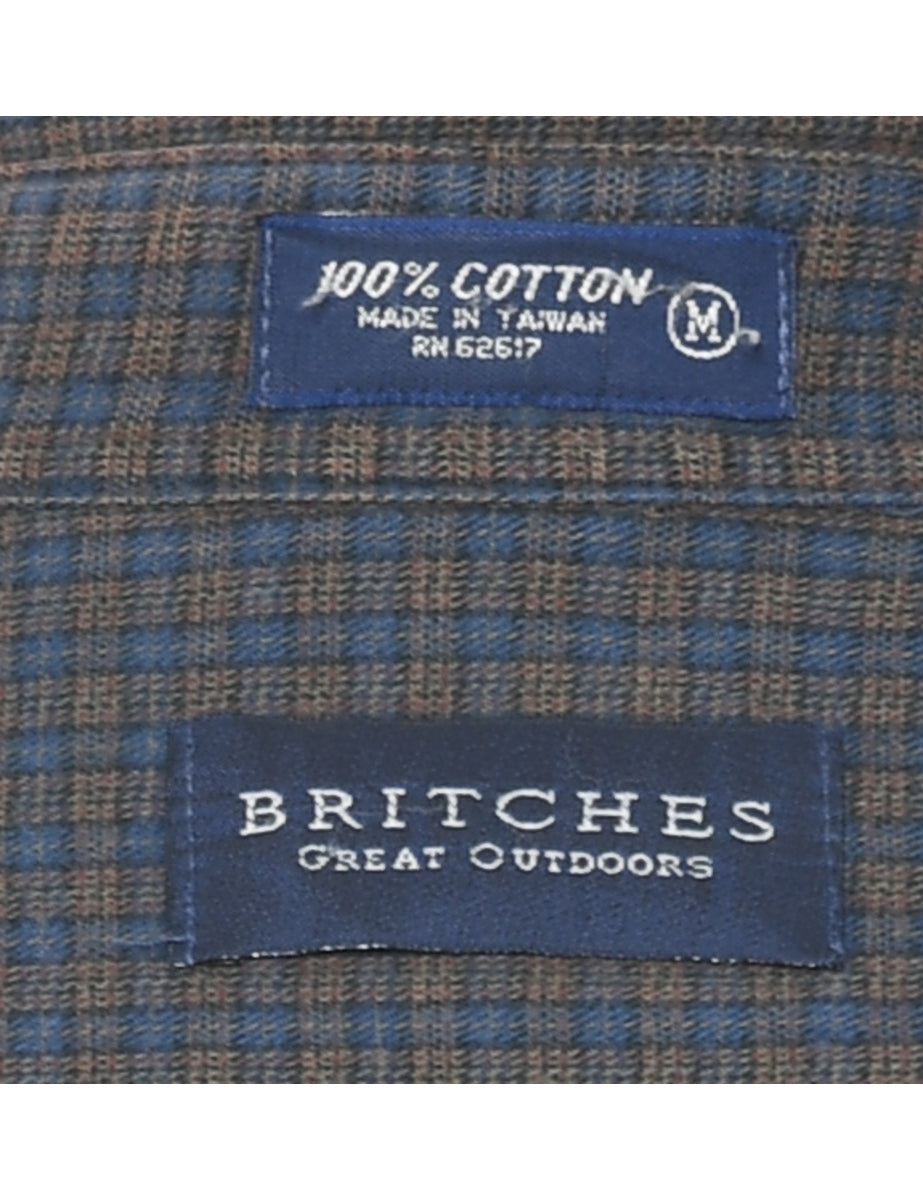 100% COTTON
MADE IN TAIWAN
RN 62617
M
BRITCHES
GREAT OUTDOORS